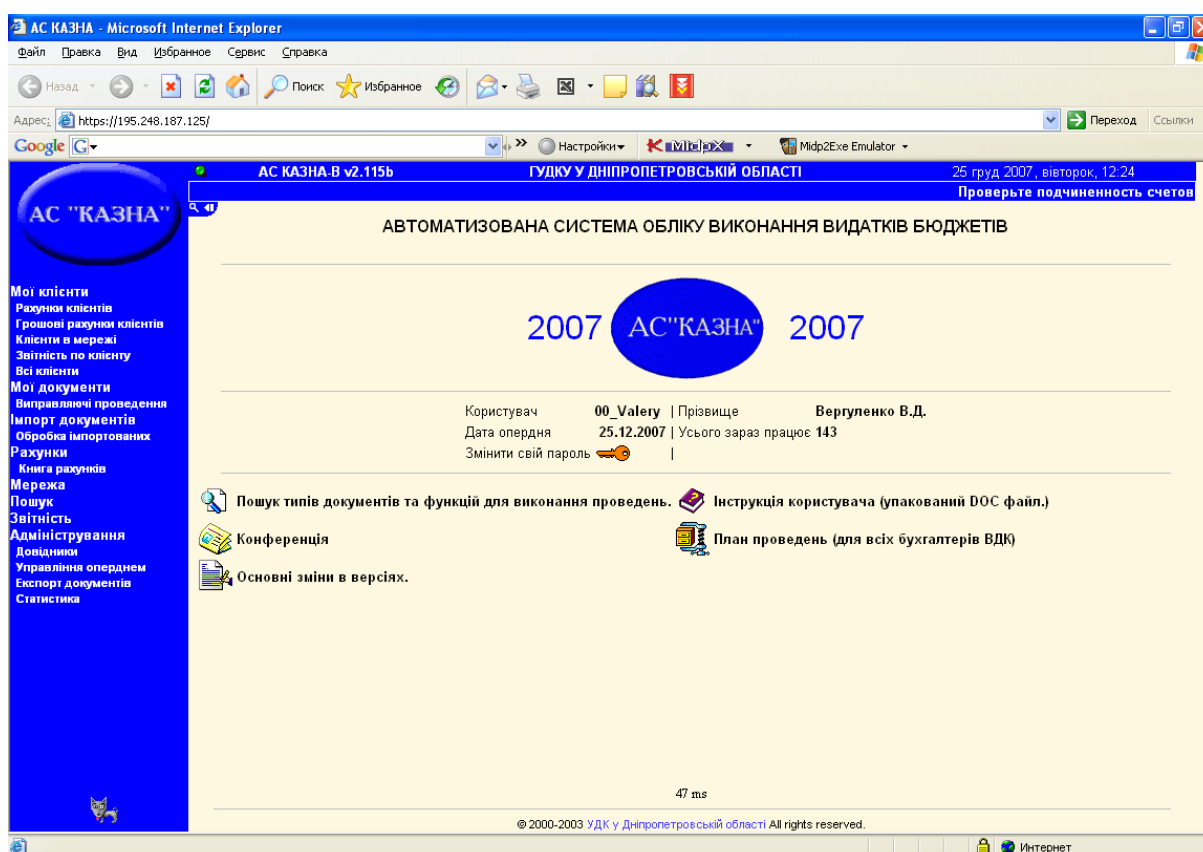 АС КАЗНА - Microsoft Internet Explorer
Файл Правка Вид Избранное Сервис Справка
Назад Поиск Избранное
Адрес: https://195.248.187.125/ Переход Ссылки
Google G Настройки K MidpX Midp2Exe Emulator
АС КАЗНА-В v2.115b ГУДКУ У ДНІПРОПЕТРОВСЬКІЙ ОБЛАСТІ 25 груд 2007, вівторок, 12:24
Проверьте подчиненность счетов
АС "КАЗНА"
АВТОМАТИЗОВАНА СИСТЕМА ОБЛІКУ ВИКОНАННЯ ВИДАТКІВ БЮДЖЕТІВ
Мої клієнти
Рахунки клієнтів
Грошові рахунки клієнтів
Клієнти в мережі
Звітність по клієнту
Всі клієнти
Мої документи
Виправляючі проведення
Імпорт документів
Обробка імпортованих
Рахунки
Книга рахунків
Мережа
Пошук
Звітність
Адміністрування
Довідники
Управління оперднем
Експорт документів
Статистика
2007 АС"КАЗНА" 2007
Користувач 00_Valery | Прізвище Вергуленко В.Д.
Дата опердня 25.12.2007 | Усього зараз працює 143
Змінити свій пароль |
Пошук типів документів та функцій для виконання проведень. Інструкція користувача (упакований DOC файл.)
Конференція План проведень (для всіх бухгалтерів ВДК)
Основні зміни в версіях.
47 ms
© 2000-2003 УДК у Дніпропетровській області All rights reserved.
Интернет